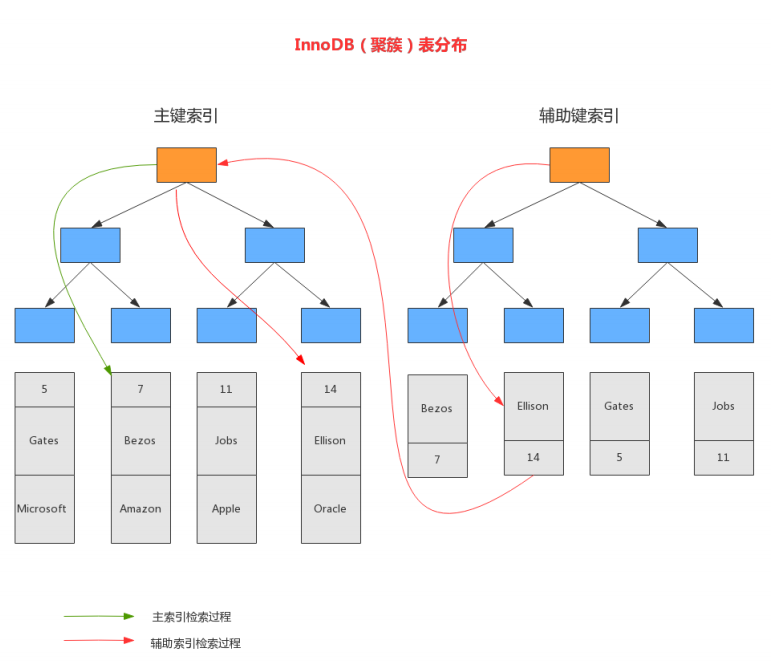 InnoDB（聚簇）表分布
主键索引
辅助键索引
5
Gates
Microsoft
7
Bezos
Amazon
11
Jobs
Apple
14
Ellison
Oracle
Bezos
7
Ellison
14
Gates
5
Jobs
11
主索引检索过程
辅助索引检索过程